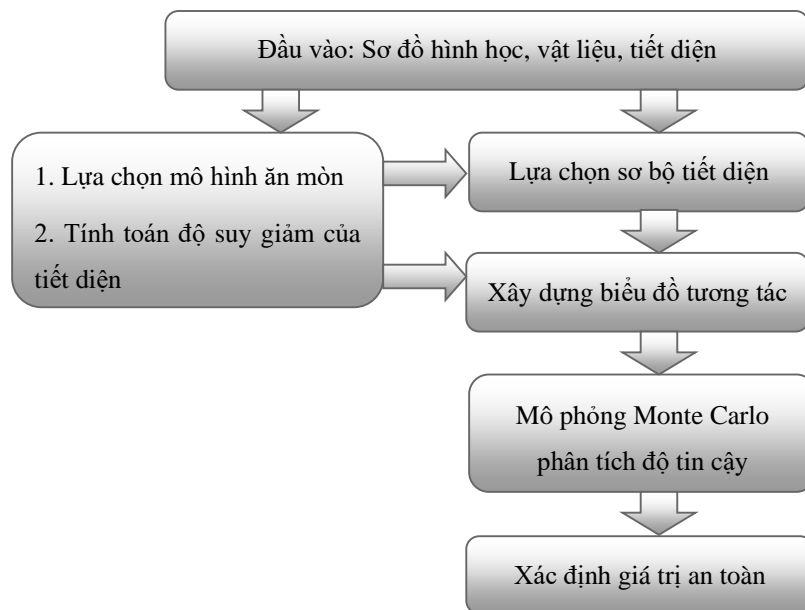 Đầu vào: Sơ đồ hình học, vật liệu, tiết diện
1. Lựa chọn mô hình ăn mòn
2. Tính toán độ suy giảm của
tiết diện
Lựa chọn sơ bộ tiết diện
Xây dựng biểu đồ tương tác
Mô phỏng Monte Carlo
phân tích độ tin cậy
Xác định giá trị an toàn